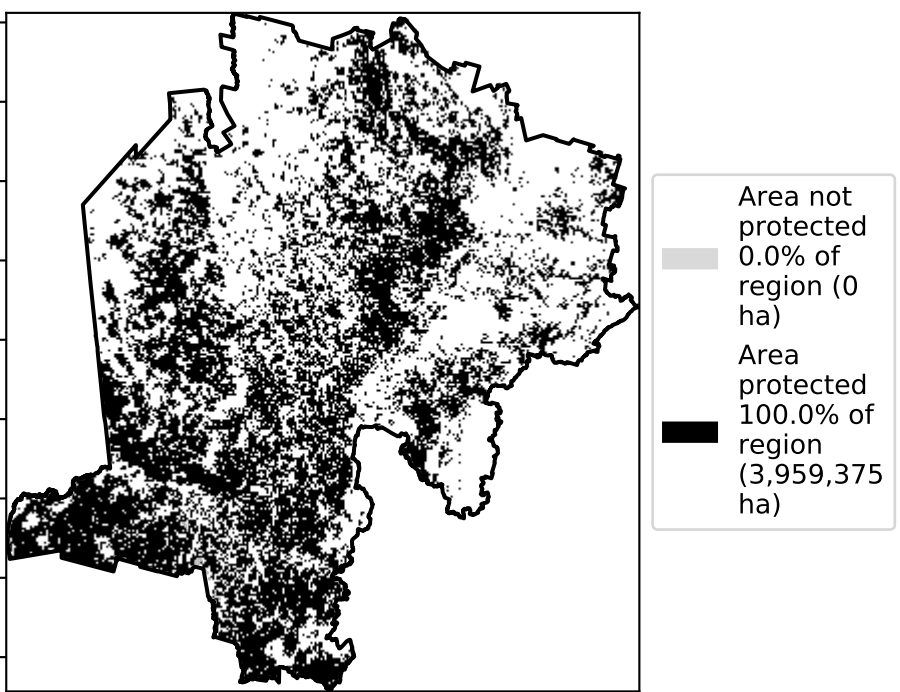 Area not
protected
0.0% of
region (0
ha)
Area
protected
100.0% of
region
(3,959,375
ha)